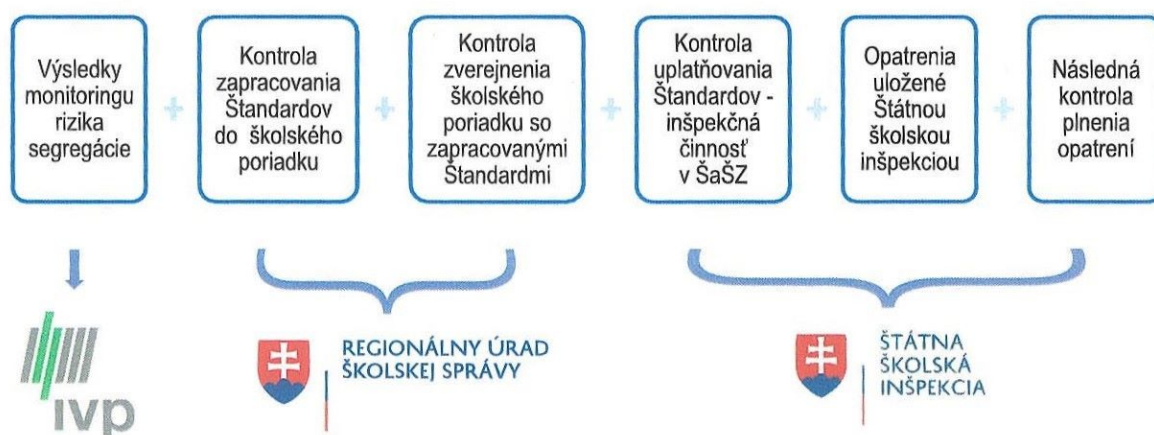 Výsledky
monitoringu
rizika
segregácie
+
Kontrola
zapracovania
Štandardov
do školského
poriadku
+
Kontrola
zverejnenia
školského
poriadku so
zapracovanými
Štandardmi
+
Kontrola
uplatňovania
Štandardov -
inšpekčná
činnosť
v ŠaŠZ
+
Opatrenia
uložené
Štátnou
školskou
inšpekciou
+
Následná
kontrola
plnenia
opatrení
ivp
REGIONÁLNY ÚRAD
ŠKOLSKEJ SPRÁVY
ŠTÁTNA
ŠKOLSKÁ
INŠPEKCIA